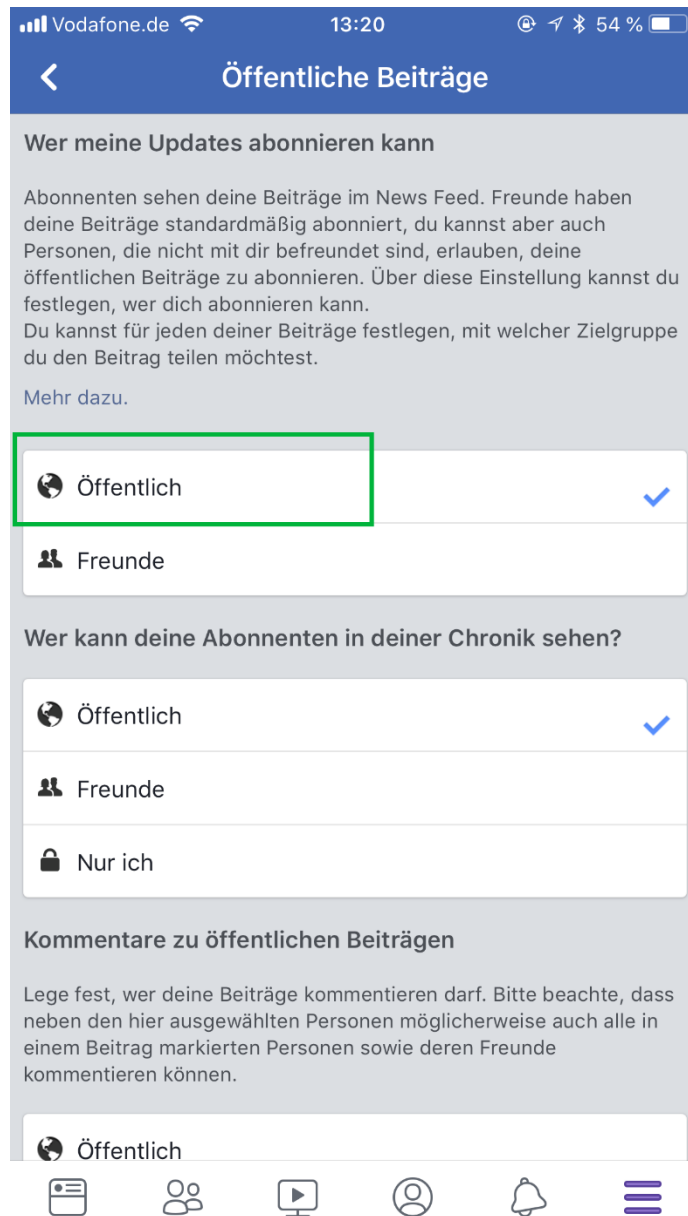 Vodafone.de 13:20 54 %
Öffentliche Beiträge
Wer meine Updates abonnieren kann
Abonnenten sehen deine Beiträge im News Feed. Freunde haben
deine Beiträge standardmäßig abonniert, du kannst aber auch
Personen, die nicht mit dir befreundet sind, erlauben, deine
öffentlichen Beiträge zu abonnieren. Über diese Einstellung kannst du
festlegen, wer dich abonnieren kann.
Du kannst für jeden deiner Beiträge festlegen, mit welcher Zielgruppe
du den Beitrag teilen möchtest.
Mehr dazu.
Öffentlich
Freunde
Wer kann deine Abonnenten in deiner Chronik sehen?
Öffentlich
Freunde
Nur ich
Kommentare zu öffentlichen Beiträgen
Lege fest, wer deine Beiträge kommentieren darf. Bitte beachte, dass
neben den hier ausgewählten Personen möglicherweise auch alle in
einem Beitrag markierten Personen sowie deren Freunde
kommentieren können.
Öffentlich